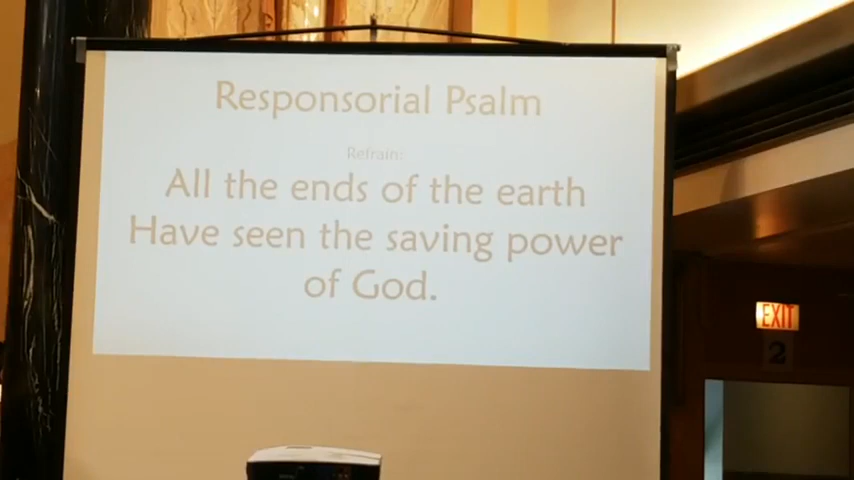 Responsorial Psalm
Refrain:
All the ends of the earth
Have seen the saving power
of God.
EXIT
2